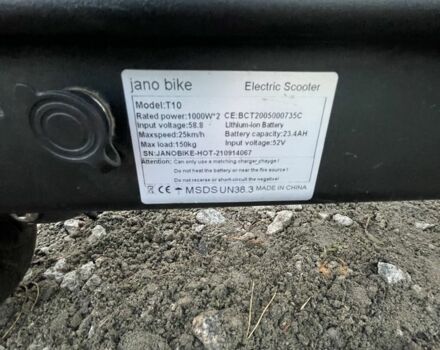 jano bike Electric Scooter
Model:T10
Rated power:1000W*2 CE:BCT2005000735C
Input voltage:58.8 Lithium-ion Battery
Maxspeed:25km/h Battery capacity:23.4AH
Max load:150kg Input voltage:52V
SN:JANOBIKE-HOT-210914067
Attention: Can only use a matching charger chayge
Do not heat the battery or near the fire source
Do not reserse or short-circuit the negative
CE MSDS UN38.3 MADE IN CHINA